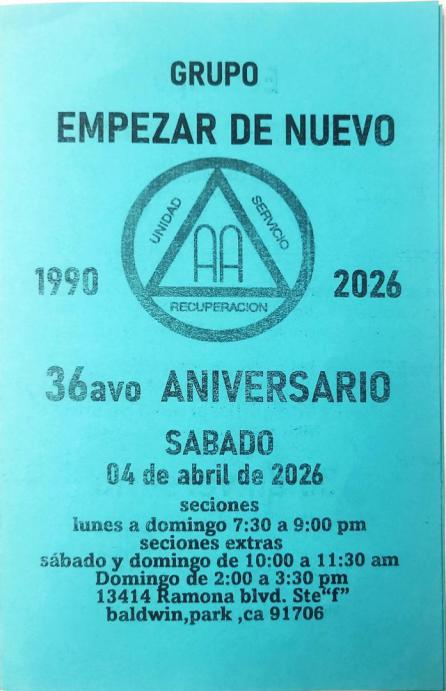 GRUPO
EMPEZAR DE NUEVO
UNIDAD
SERVICIO
AA
RECUPERACION
1990
2026
36avo ANIVERSARIO
SABADO
04 de abril de 2026
seciones
lunes a domingo 7:30 a 9:00 pm
seciones extras
sábado y domingo de 10:00 a 11:30 am
Domingo de 2:00 a 3:30 pm
13414 Ramona blvd. Ste“f”
baldwin,park ,ca 91706